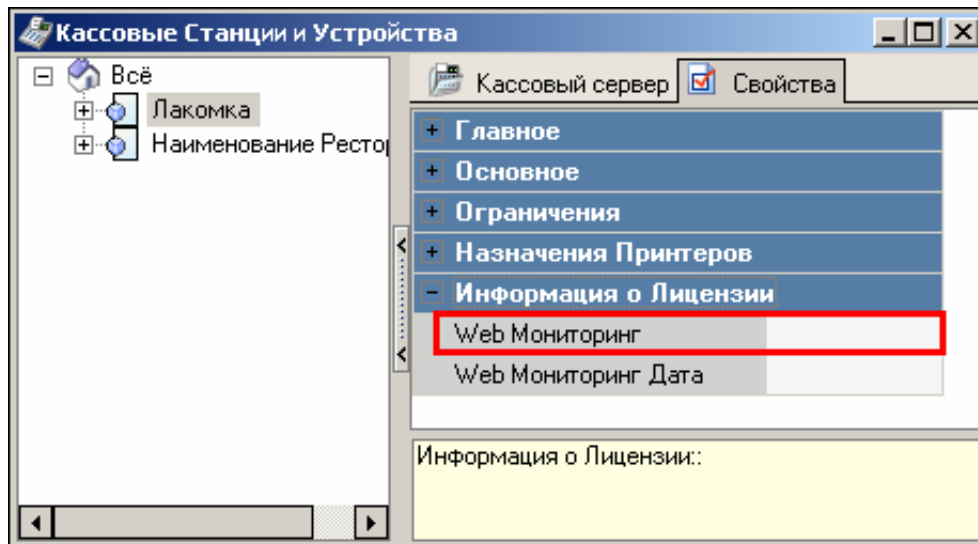 Кассовые Станции и Устройства
Всё
Лакомка
Наименование
Кассовый сервер
Свойства
Главное
Основное
Ограничения
Назначения Принтеров
Информация о Лицензии
Web Мониторинг
Web Мониторинг Дата
Информация о Лицензии::